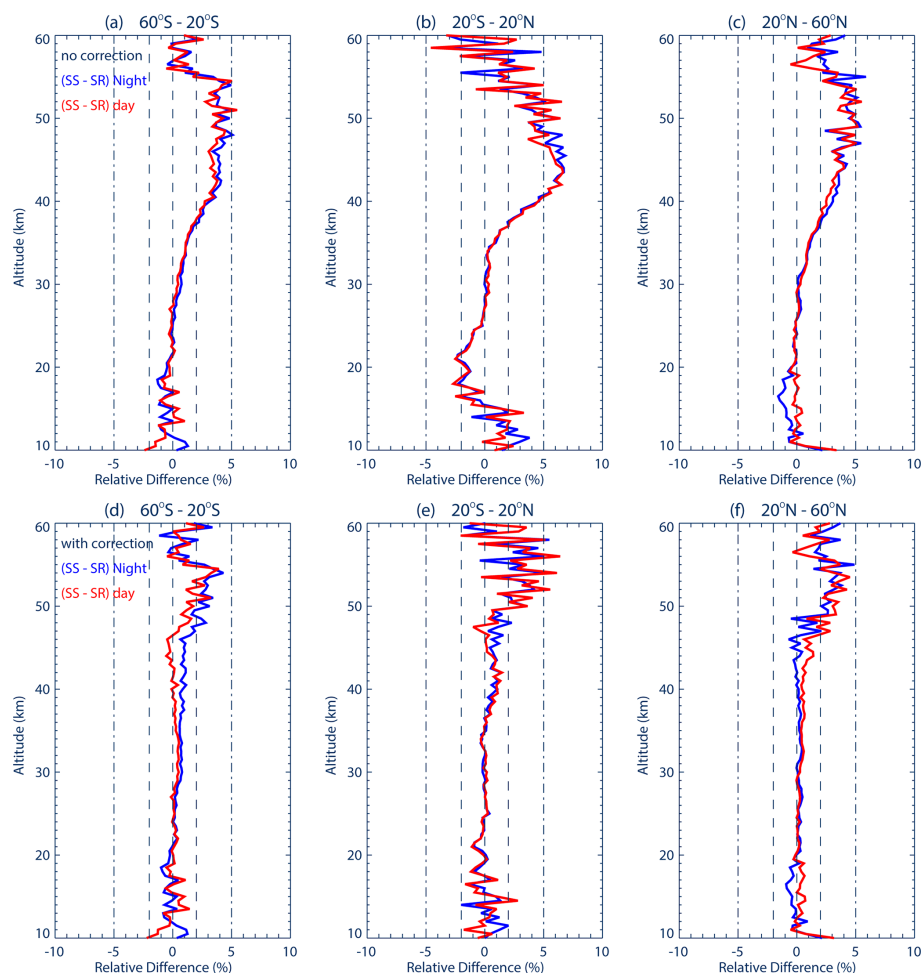 (a) 60°S - 20°S
(b) 20°S - 20°N
(c) 20°N - 60°N
no correction
(SS - SR) Night
(SS - SR) day
60
50
40
30
20
10
Altitude (km)
-10 -5 0 5 10
Relative Difference (%)
60
50
40
30
20
10
Altitude (km)
-10 -5 0 5 10
Relative Difference (%)
60
50
40
30
20
10
Altitude (km)
-10 -5 0 5 10
Relative Difference (%)
(d) 60°S - 20°S
(e) 20°S - 20°N
(f) 20°N - 60°N
with correction
(SS - SR) Night
(SS - SR) day
60
50
40
30
20
10
Altitude (km)
-10 -5 0 5 10
Relative Difference (%)
60
50
40
30
20
10
Altitude (km)
-10 -5 0 5 10
Relative Difference (%)
60
50
40
30
20
10
Altitude (km)
-10 -5 0 5 10
Relative Difference (%)